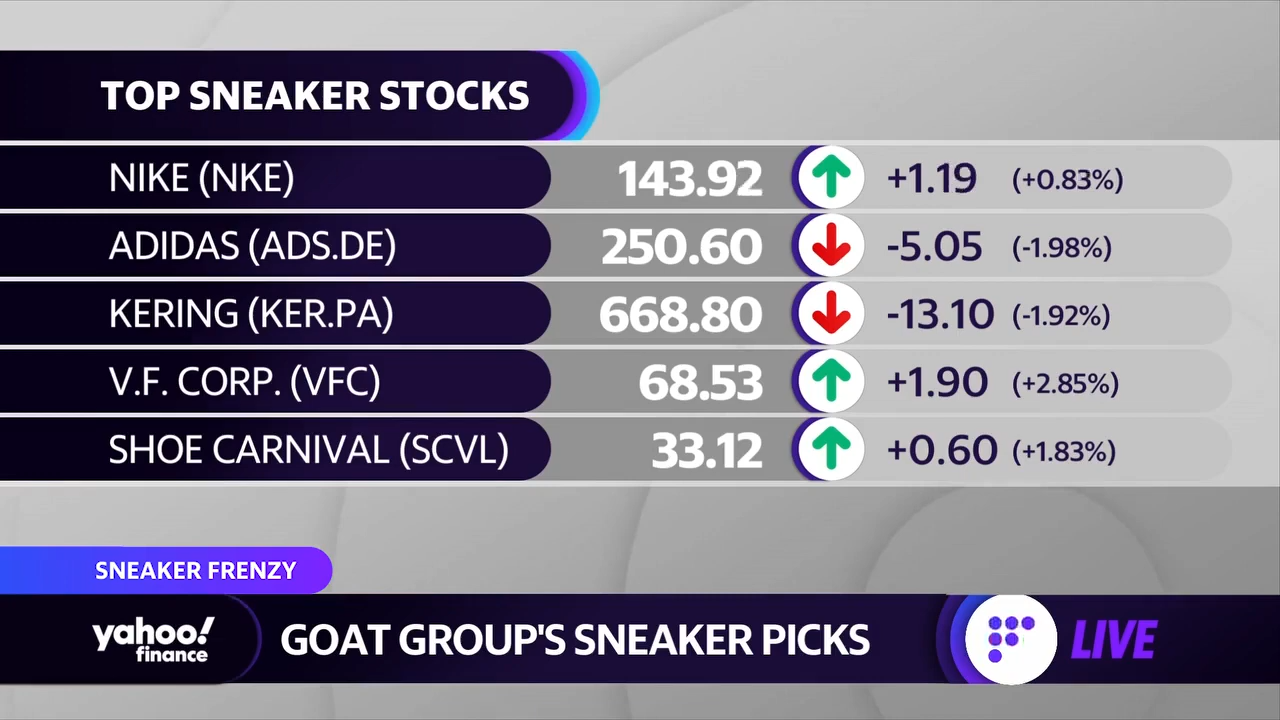 TOP SNEAKER STOCKS
NIKE (NKE) 143.92 +1.19 (+0.83%)
ADIDAS (ADS.DE) 250.60 -5.05 (-1.98%)
KERING (KER.PA) 668.80 -13.10 (-1.92%)
V.F. CORP. (VFC) 68.53 +1.90 (+2.85%)
SHOE CARNIVAL (SCVL) 33.12 +0.60 (+1.83%)
SNEAKER FRENZY
yahoo!
finance
GOAT GROUP'S SNEAKER PICKS
LIVE